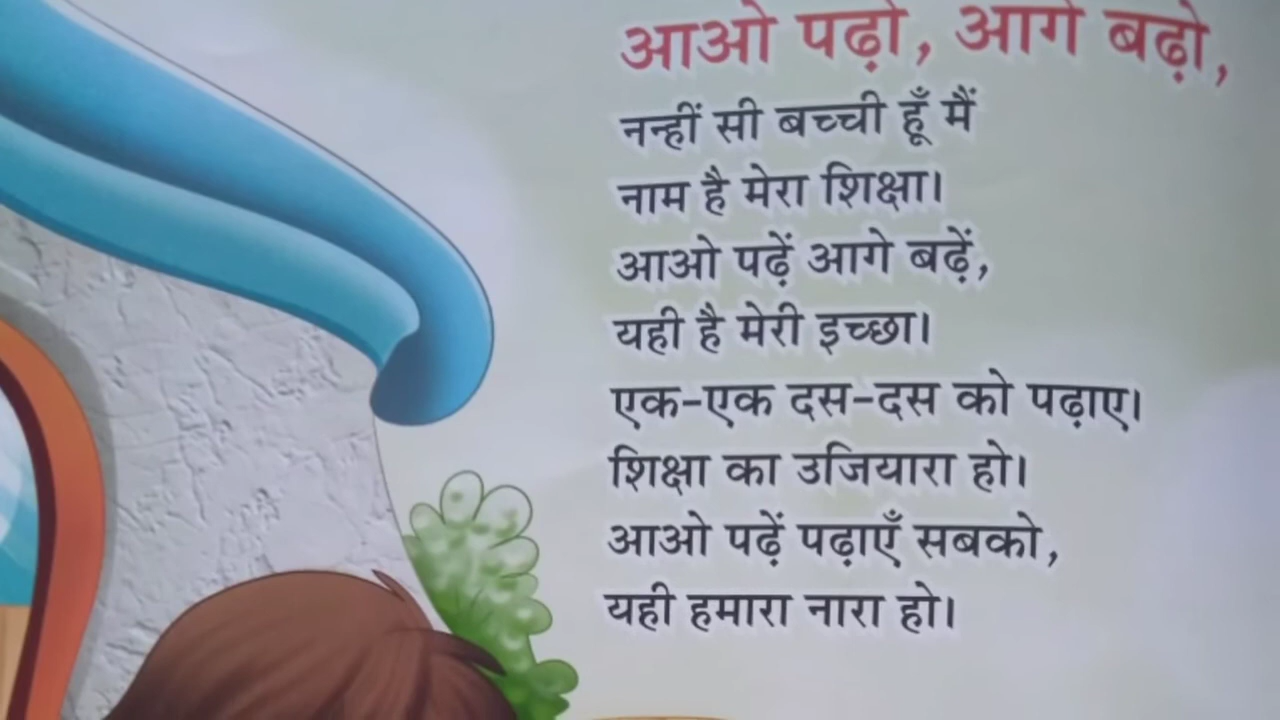 आओ पढ़ो, आगे बढ़ो,
नन्हीं सी बच्ची हूँ मैं
नाम है मेरा शिक्षा।
आओ पढ़ें आगे बढ़ें,
यही है मेरी इच्छा।
एक-एक दस-दस को पढ़ाए।
शिक्षा का उजियारा हो।
आओ पढ़ें पढ़ाएँ सबको,
यही हमारा नारा हो।